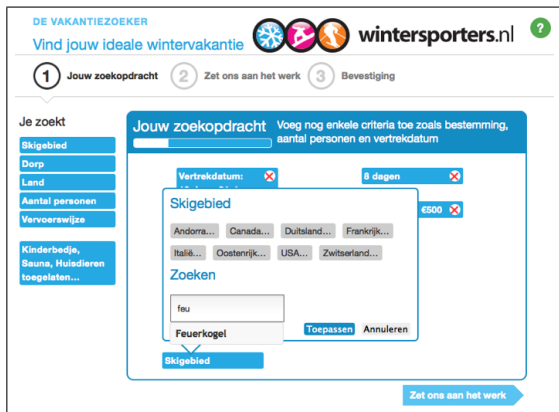 DE VAKANTIEZOEKER
Vind jouw ideale wintervakantie
wintersporters.nl
?
1 Jouw zoekopdracht
2 Zet ons aan het werk
3 Bevestiging
Je zoekt
Skigebied
Dorp
Land
Aantal personen
Vervoerswijze
Kinderbedje,
Sauna, Huisdieren
toegelaten...
Jouw zoekopdracht
Voeg nog enkele criteria toe zoals bestemming,
aantal personen en vertrekdatum
Vertrekdatum:
8 dagen
€500
Skigebied
Andorra... Canada... Duitsland... Frankrijk...
Italië... Oostenrijk... USA... Zwitserland...
Zoeken
feu
Feuerkogel
Toepassen Annuleren
Skigebied
Zet ons aan het werk